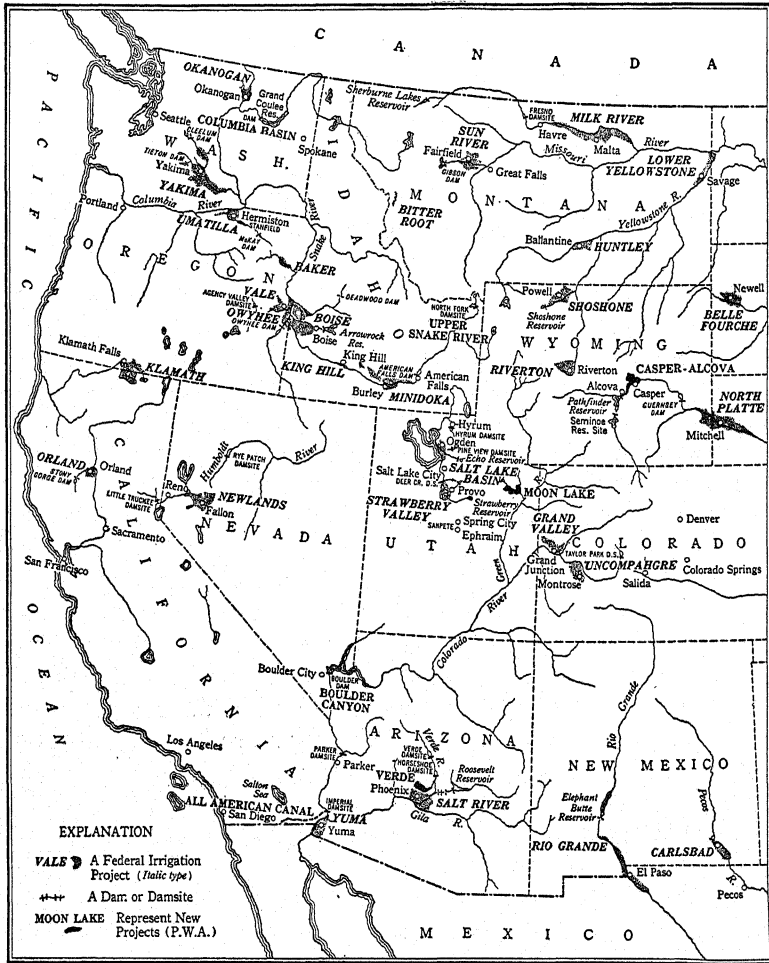 C A N A D A
PACIFIC
OCEAN
OKANOGAN
Okanogan
Grand
Coulee
DAM
Res.
Seattle
COLUMBIA BASIN
CLEELUM
DAM
Spokane
W A S H.
TIETON DAM
Yakima
YAKIMA
Portland
Columbia River
Hermiston
STANFIELD
UMATILLA
McKAY
DAM
Snake River
I D A H
O R E G O N
BAKER
VALE
AGENCY VALLEY
DAMSITE
OWYHEE
OWYHEE DAM
BOISE
Boise
DEADWOOD DAM
Arrowrock
Res.
King Hill
KING HILL
AMERICAN
FALLS DAM
American
Falls
Burley
MINIDOKA
NORTH FORK
DAMSITE
UPPER
SNAKE RIVER
Klamath Falls
KLAMATH
Sherburne Lakes
Reservoir
FRESNO
DAMSITE
MILK RIVER
Havre
Malta
SUN
RIVER
Fairfield
GIBSON
DAM
Great Falls
Missouri River
LOWER
YELLOWSTONE
Savage
M O N T A N A
BITTER
ROOT
Yellowstone R.
Ballantine
HUNTLEY
Powell
SHOSHONE
Shoshone
Reservoir
Newell
BELLE
FOURCHE
W Y O M I N G
RIVERTON
Riverton
CASPER-ALCOVA
Alcova
Casper
Pathfinder
Reservoir
Seminoe
Res. Site
GUERNSEY
DAM
NORTH
PLATTE
Mitchell
ORLAND
Orland
STONY
GORGE DAM
Humboldt River
RYE PATCH
DAMSITE
Reno
LITTLE TRUCKEE
DAMSITE
NEWLANDS
Fallon
N E V A D A
Sacramento
San Francisco
C A L I F O R N I A
Hyrum
HYRUM DAMSITE
Ogden
PINE VIEW DAMSITE
Echo Reservoir
Salt Lake City
DEER CR. D.S.
SALT LAKE
BASIN
Provo
MOON LAKE
Strawberry
Reservoir
STRAWBERRY
VALLEY
Spring City
SANPETE
Ephraim
U T A H
Green R.
GRAND
VALLEY
Denver
C O L O R A D O
TAYLOR PARK D.S.
Grand
Junction
UNCOMPAHGRE
Montrose
Salida
Colorado Springs
Colorado River
Boulder City
BOULDER
DAM
BOULDER
CANYON
A R I Z O N A
Los Angeles
PARKER
DAMSITE
Parker
Verde R.
VERDE
DAMSITE
HORSESHOE
DAMSITE
VERDE
Phoenix
Roosevelt
Reservoir
SALT RIVER
Gila R.
Salton
Sea
ALL AMERICAN CANAL
San Diego
IMPERIAL
DAMSITE
YUMA
Yuma
Rio Grande
N E W M E X I C O
Elephant
Butte
Reservoir
RIO GRANDE
El Paso
Pecos R.
CARLSBAD
Pecos
M E X I C O
EXPLANATION
VALE A Federal Irrigation
Project (Italic type)
A Dam or Damsite
MOON LAKE Represent New
Projects (P.W.A.)